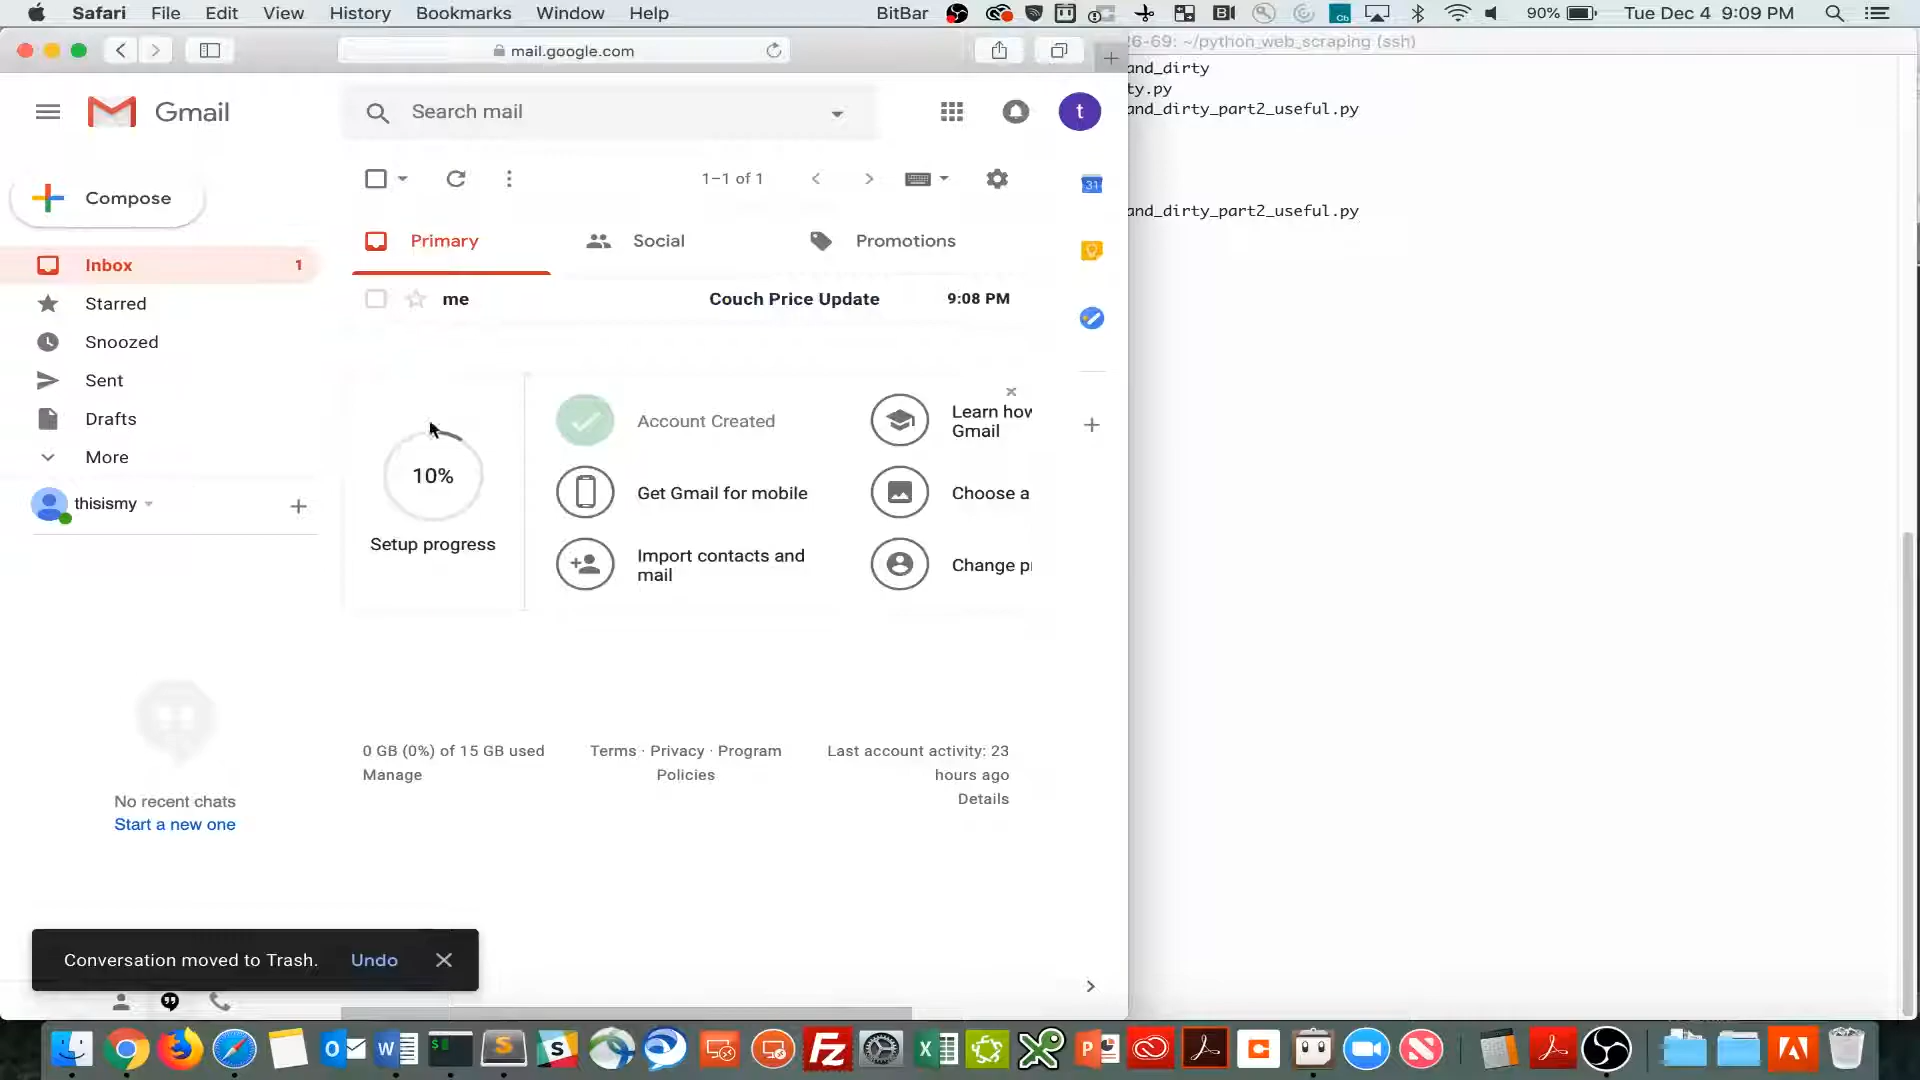 Safari File Edit View History Bookmarks Window Help BitBar 90% Tue Dec 4 9:09 PM
mail.google.com
26-69: ~/python_web_scraping (ssh)
and_dirty
ty.py
and_dirty_part2_useful.py
and_dirty_part2_useful.py
Gmail
Search mail
t
Compose
1–1 of 1
31
Primary
Social
Promotions
Inbox 1
Starred
Snoozed
Sent
Drafts
More
thisismy
me Couch Price Update 9:08 PM
10%
Setup progress
Account Created
Get Gmail for mobile
Import contacts and
mail
Learn how
Gmail
Choose a
Change p
0 GB (0%) of 15 GB used
Manage
Terms · Privacy · Program
Policies
Last account activity: 23
hours ago
Details
No recent chats
Start a new one
Conversation moved to Trash. Undo